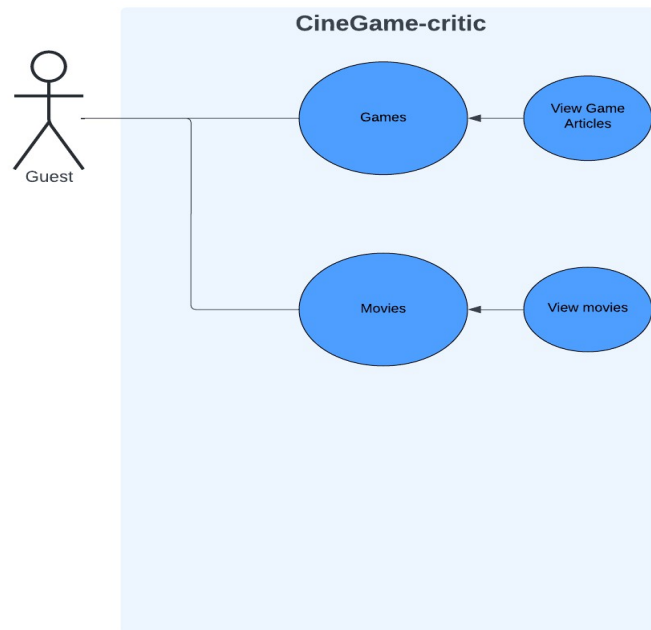 CineGame-critic
Guest
Games
View Game
Articles
Movies
View movies